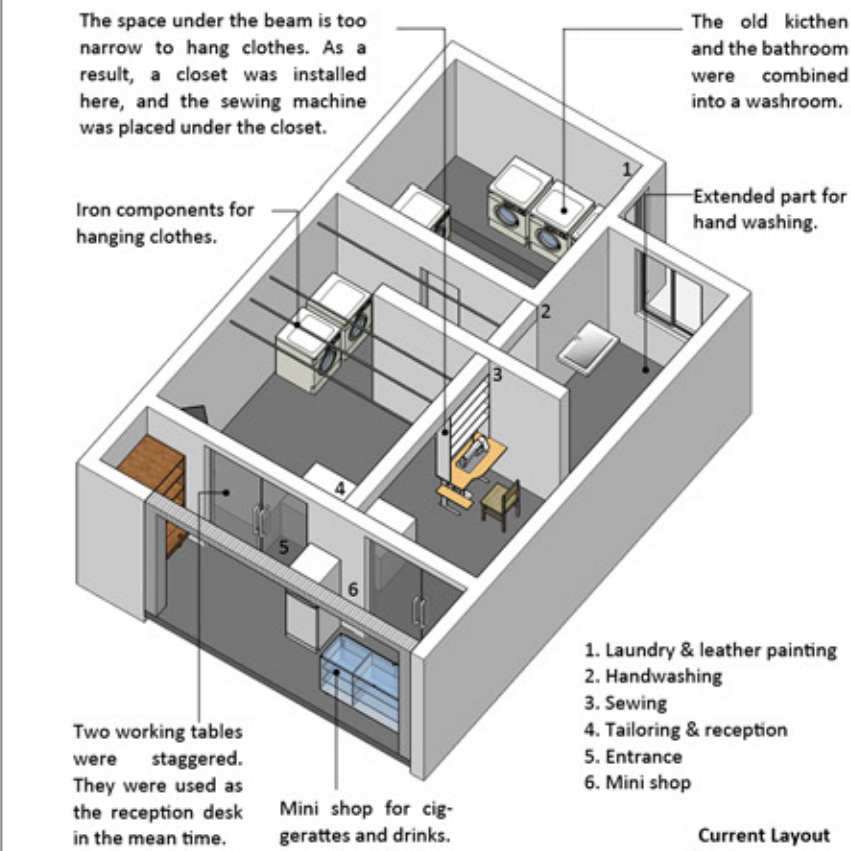 The space under the beam is too
narrow to hang clothes. As a
result, a closet was installed
here, and the sewing machine
was placed under the closet.
The old kicthen
and the bathroom
were combined
into a washroom.
Iron components for
hanging clothes.
1
Extended part for
hand washing.
2
3
4
5
6
1. Laundry & leather painting
2. Handwashing
3. Sewing
4. Tailoring & reception
5. Entrance
6. Mini shop
Two working tables
were staggered.
They were used as
the reception desk
in the mean time.
Mini shop for cig-
gerattes and drinks.
Current Layout